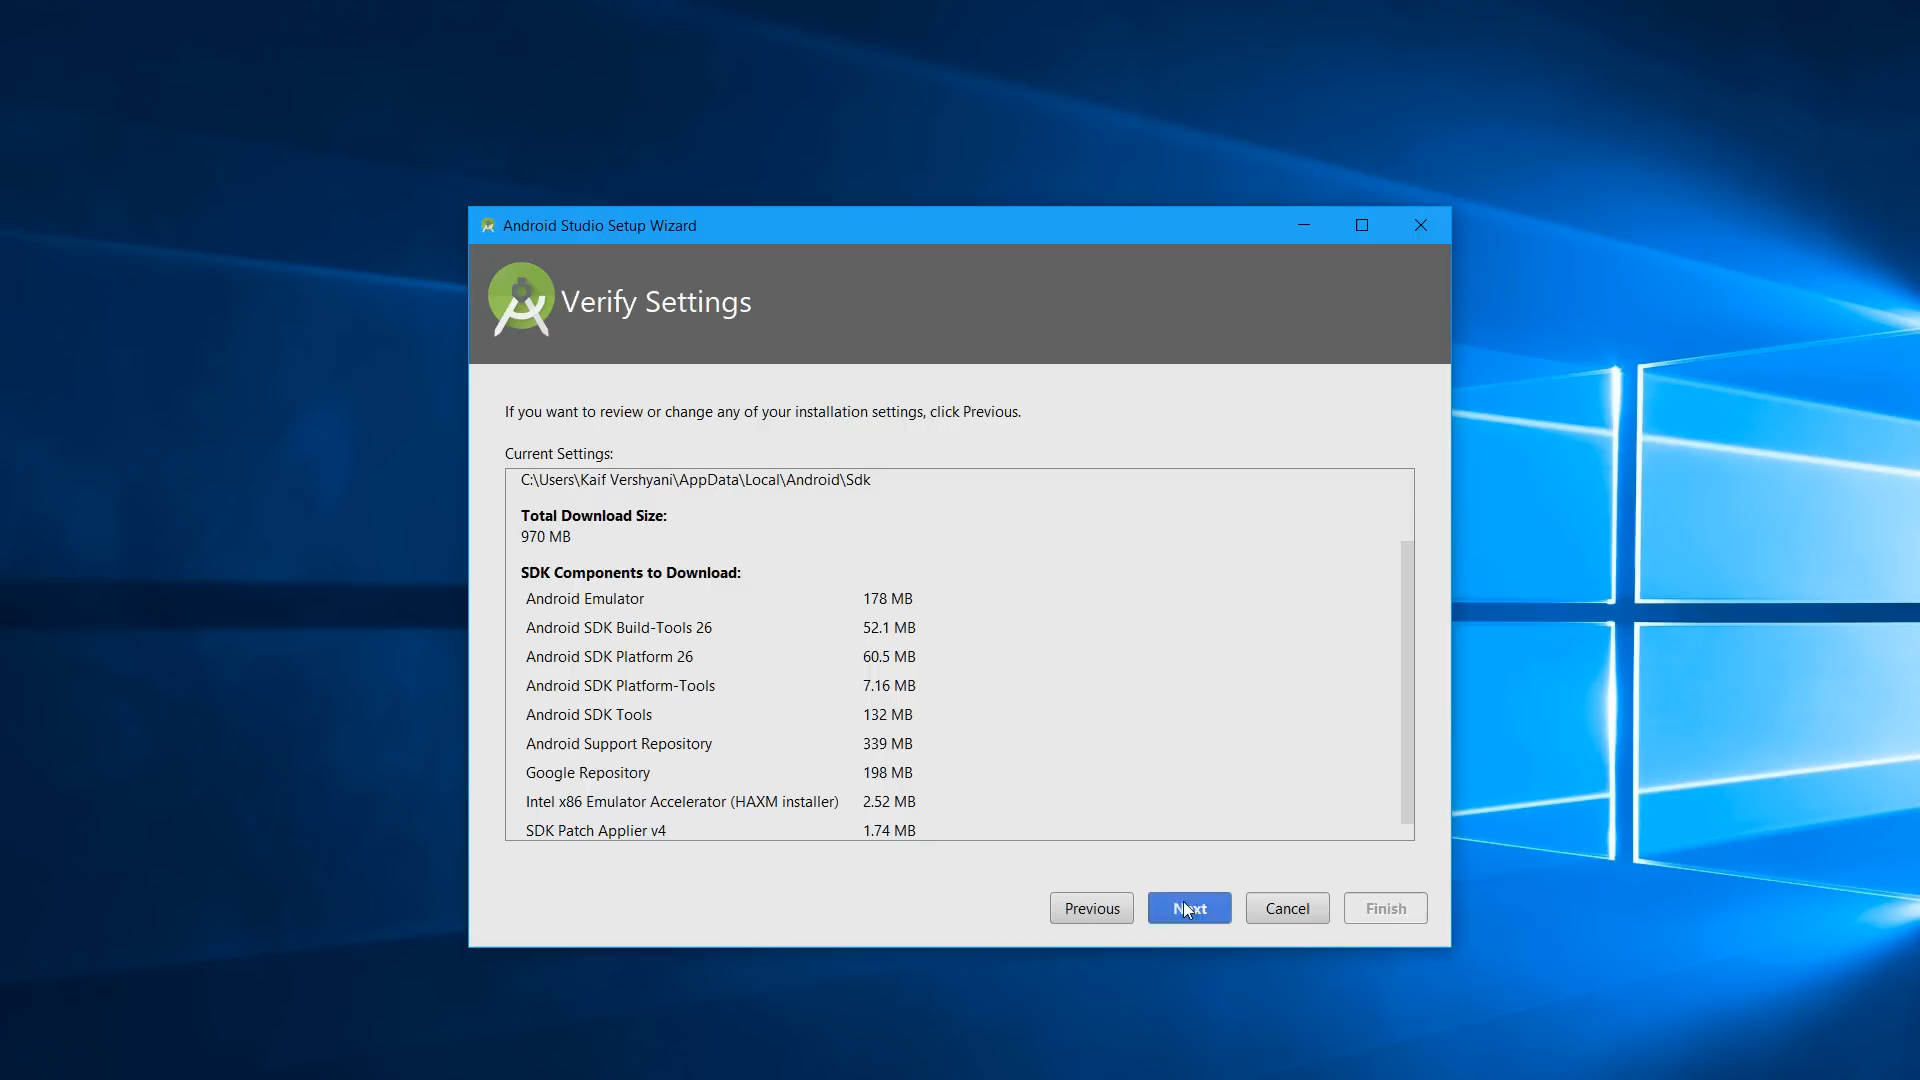 Android Studio Setup Wizard
Verify Settings
If you want to review or change any of your installation settings, click Previous.
Current Settings:
C:\Users\Kaif Vershyani\AppData\Local\Android\Sdk
Total Download Size:
970 MB
SDK Components to Download:
Android Emulator 178 MB
Android SDK Build-Tools 26 52.1 MB
Android SDK Platform 26 60.5 MB
Android SDK Platform-Tools 7.16 MB
Android SDK Tools 132 MB
Android Support Repository 339 MB
Google Repository 198 MB
Intel x86 Emulator Accelerator (HAXM installer) 2.52 MB
SDK Patch Applier v4 1.74 MB
Previous Next Cancel Finish